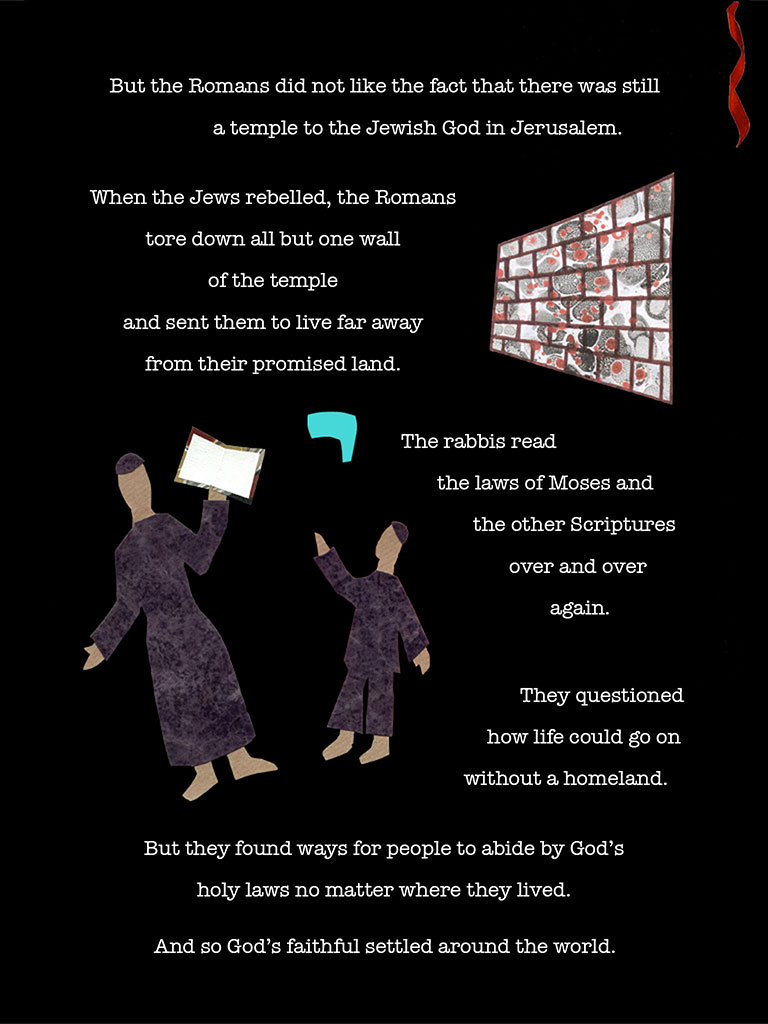 But the Romans did not like the fact that there was still
a temple to the Jewish God in Jerusalem.
When the Jews rebelled, the Romans
tore down all but one wall
of the temple
and sent them to live far away
from their promised land.
The rabbis read
the laws of Moses and
the other Scriptures
over and over
again.
They questioned
how life could go on
without a homeland.
But they found ways for people to abide by God’s
holy laws no matter where they lived.
And so God’s faithful settled around the world.